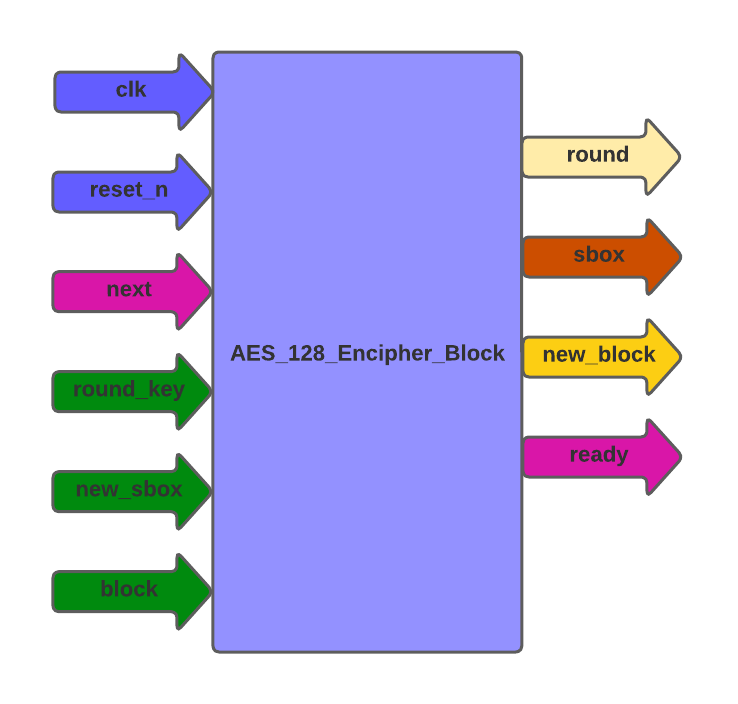 clk
reset_n
next
round_key
new_sbox
block
AES_128_Encipher_Block
round
sbox
new_block
ready